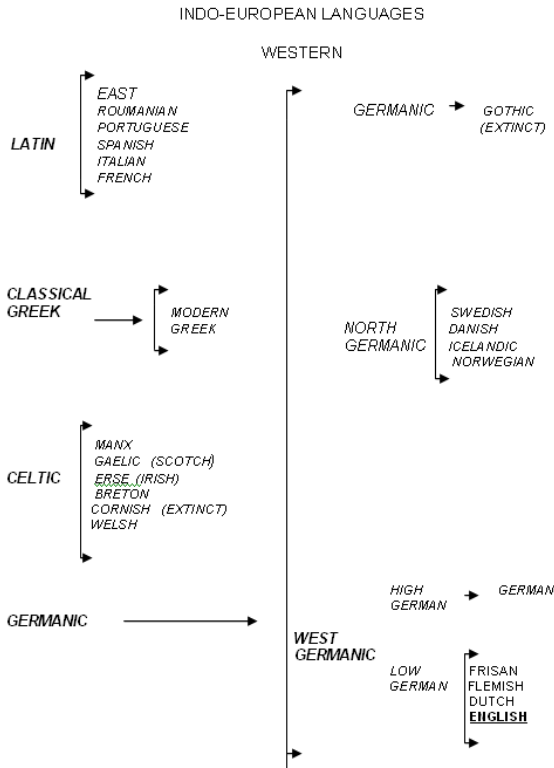 INDO-EUROPEAN LANGUAGES
WESTERN
LATIN
EAST
ROUMANIAN
PORTUGUESE
SPANISH
ITALIAN
FRENCH
GERMANIC
GOTHIC
(EXTINCT)
CLASSICAL
GREEK
MODERN
GREEK
NORTH
GERMANIC
SWEDISH
DANISH
ICELANDIC
NORWEGIAN
CELTIC
MANX
GAELIC (SCOTCH)
ERSE (IRISH)
BRETON
CORNISH (EXTINCT)
WELSH
GERMANIC
WEST
GERMANIC
HIGH
GERMAN
GERMAN
LOW
GERMAN
FRISAN
FLEMISH
DUTCH
ENGLISH